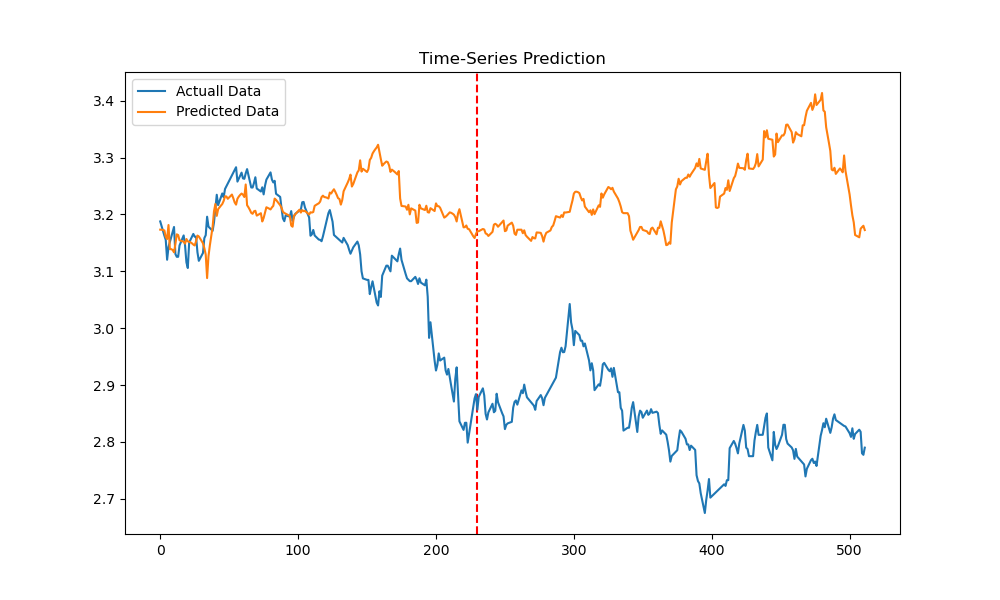 Time-Series Prediction
Actuall Data
Predicted Data
3.4
3.3
3.2
3.1
3.0
2.9
2.8
2.7
0 100 200 300 400 500